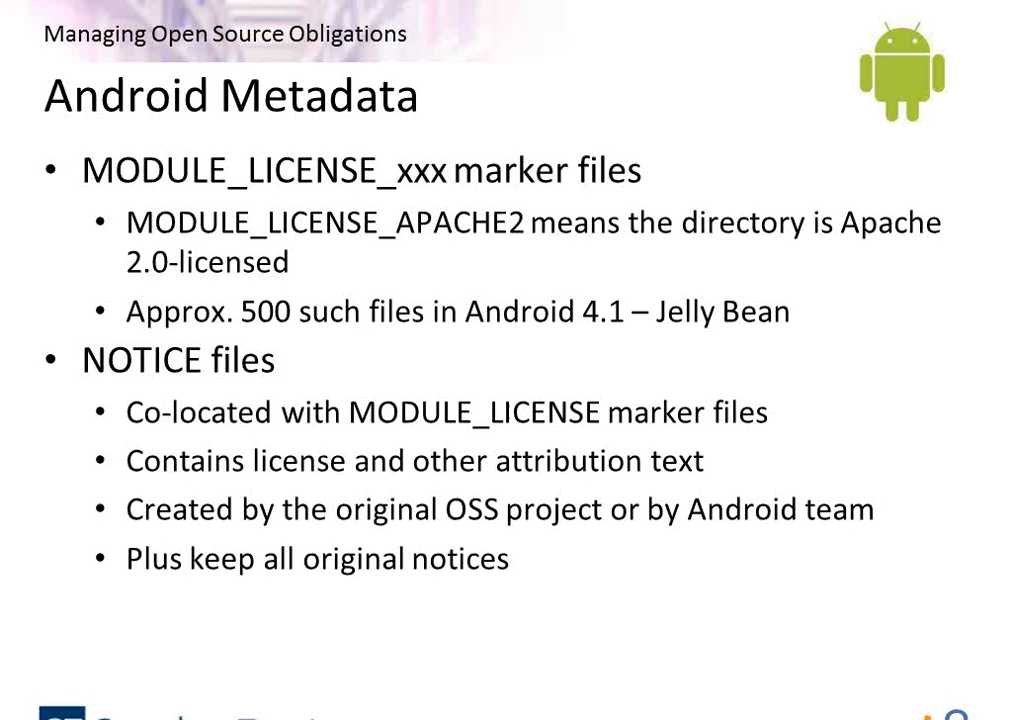 Managing Open Source Obligations
Android Metadata
• MODULE_LICENSE_xxx marker files
• MODULE_LICENSE_APACHE2 means the directory is Apache
2.0-licensed
• Approx. 500 such files in Android 4.1 – Jelly Bean
• NOTICE files
• Co-located with MODULE_LICENSE marker files
• Contains license and other attribution text
• Created by the original OSS project or by Android team
• Plus keep all original notices